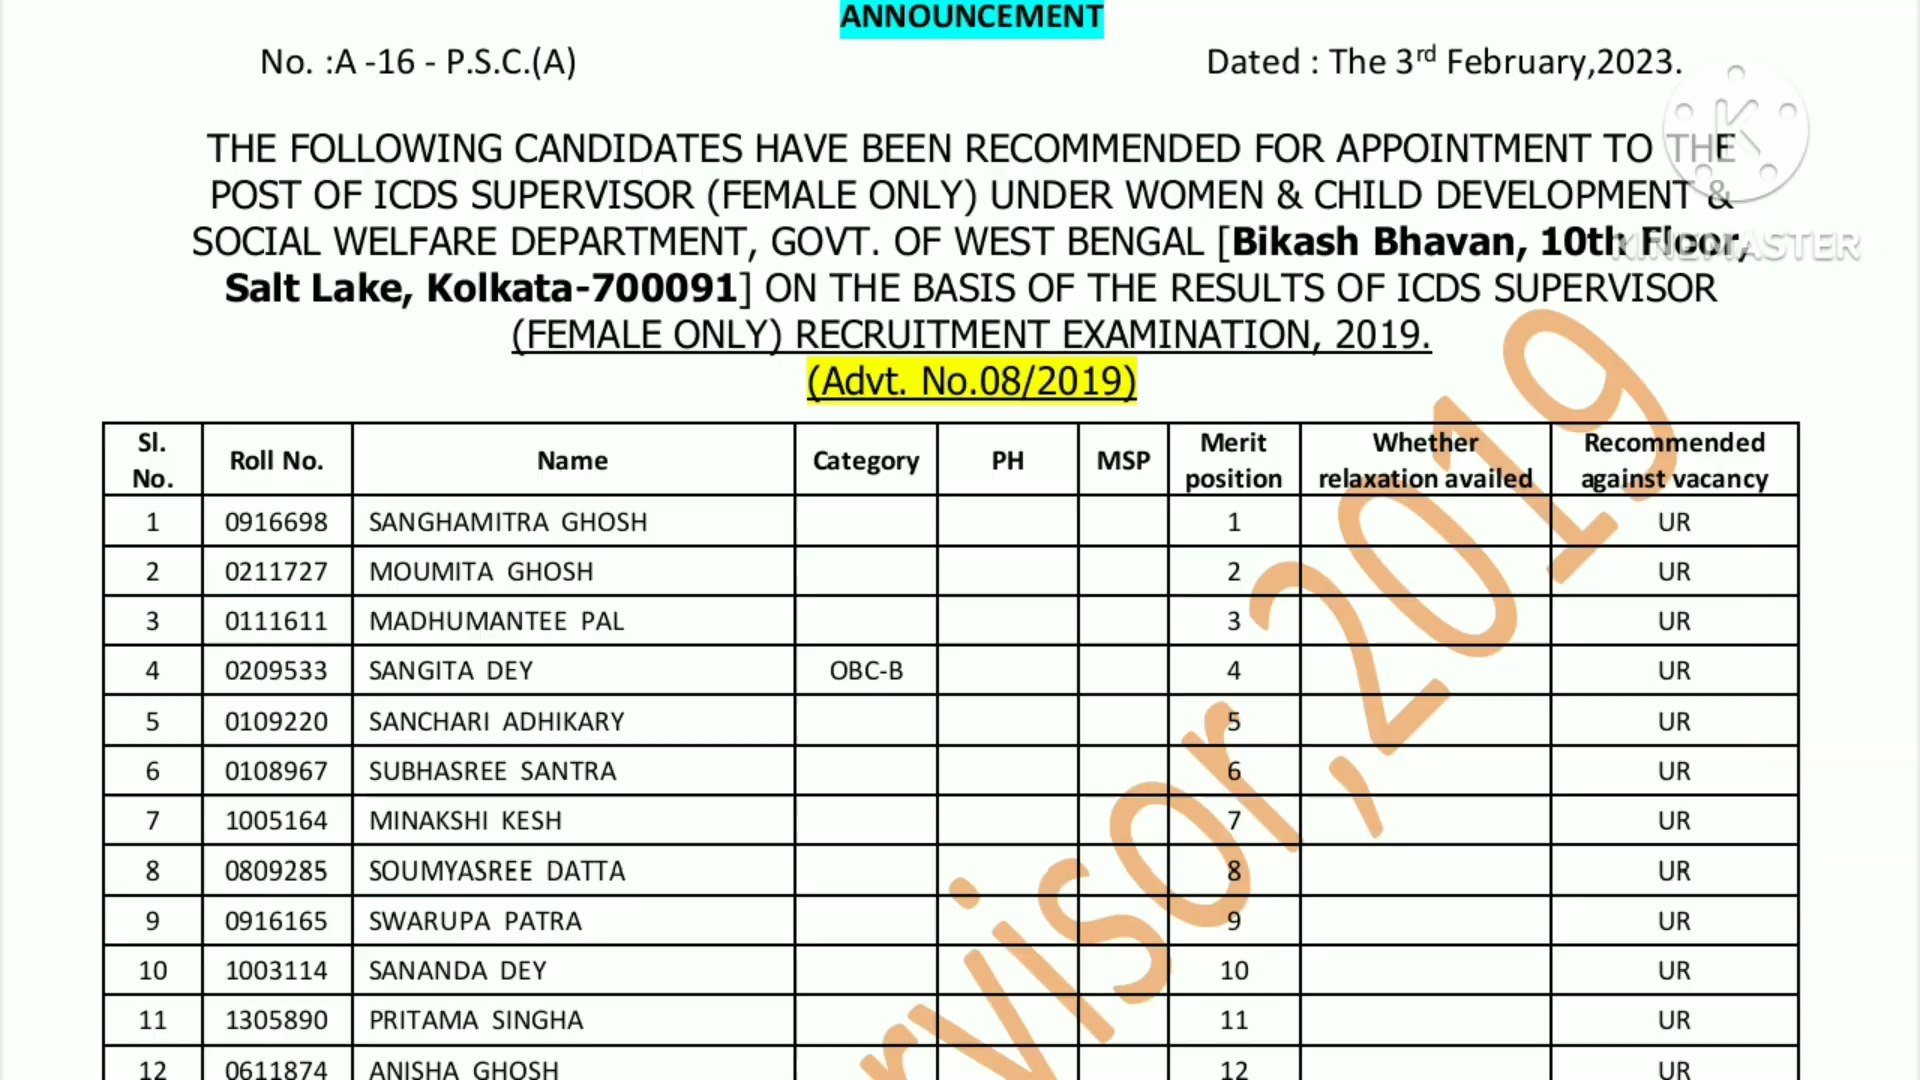 ANNOUNCEMENT
No. :A -16 - P.S.C.(A) Dated : The 3rd February,2023.
THE FOLLOWING CANDIDATES HAVE BEEN RECOMMENDED FOR APPOINTMENT TO THE
POST OF ICDS SUPERVISOR (FEMALE ONLY) UNDER WOMEN & CHILD DEVELOPMENT &
SOCIAL WELFARE DEPARTMENT, GOVT. OF WEST BENGAL [Bikash Bhavan, 10th Floor,
Salt Lake, Kolkata-700091] ON THE BASIS OF THE RESULTS OF ICDS SUPERVISOR
(FEMALE ONLY) RECRUITMENT EXAMINATION, 2019.
(Advt. No.08/2019)
K
KINEMASTER
Sl. No. Roll No. Name Category PH MSP Merit position Whether relaxation availed Recommended against vacancy
1 0916698 SANGHAMITRA GHOSH 1 UR
2 0211727 MOUMITA GHOSH 2 UR
3 0111611 MADHUMANTEE PAL 3 UR
4 0209533 SANGITA DEY OBC-B 4 UR
5 0109220 SANCHARI ADHIKARY 5 UR
6 0108967 SUBHASREE SANTRA 6 UR
7 1005164 MINAKSHI KESH 7 UR
8 0809285 SOUMYASREE DATTA 8 UR
9 0916165 SWARUPA PATRA 9 UR
10 1003114 SANANDA DEY 10 UR
11 1305890 PRITAMA SINGHA 11 UR
12 0611874 ANISHA GHOSH 12 UR
rvisor,2019